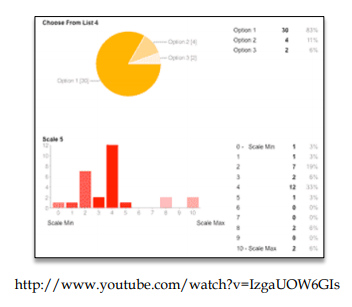 Choose From List 4
Option 1 30 83%
Option 2 4 11%
Option 3 2 6%
Option 2 [4]
Option 3 [2]
Option 1 [30]
Scale 5
12
10
8
6
4
2
0
0 1 2 3 4 5 6 7 8 9 10
Scale Min Scale Max
0 - Scale Min 1 3%
1 1 3%
2 7 19%
3 2 6%
4 12 33%
5 1 3%
6 0 0%
7 0 0%
8 2 6%
9 0 0%
10 - Scale Max 2 6%
http://www.youtube.com/watch?v=IzgaUOW6GIs